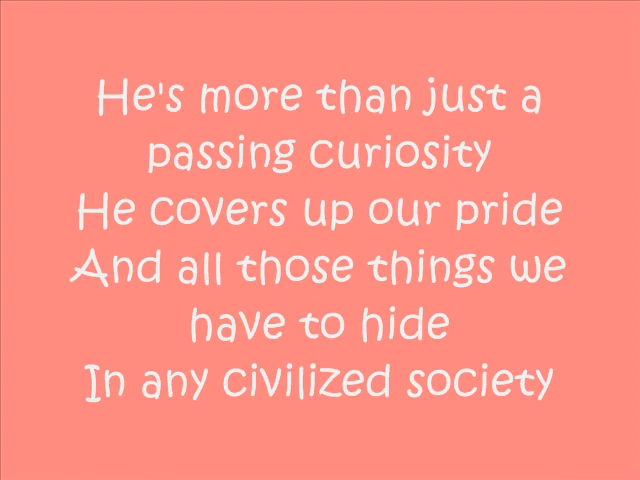 He's more than just a
passing curiosity
He covers up our pride
And all those things we
have to hide
In any civilized society